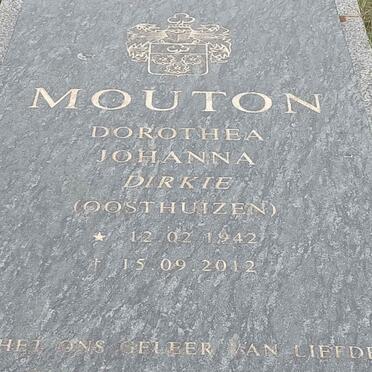 MOUTON
DOROTHEA
JOHANNA
DIRKIE
(OOSTHUIZEN)
★ 12.02.1942
† 15.09.2012
HET ONS GELEER VAN LIEFDE